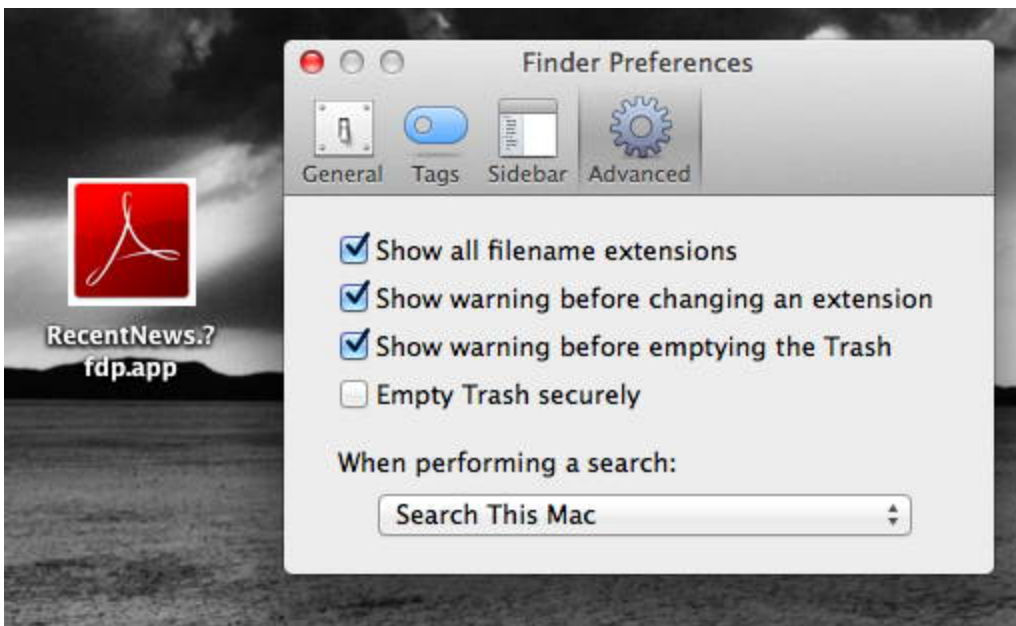 Finder Preferences
General Tags Sidebar Advanced
RecentNews.?
fdp.app
Show all filename extensions
Show warning before changing an extension
Show warning before emptying the Trash
Empty Trash securely
When performing a search:
Search This Mac